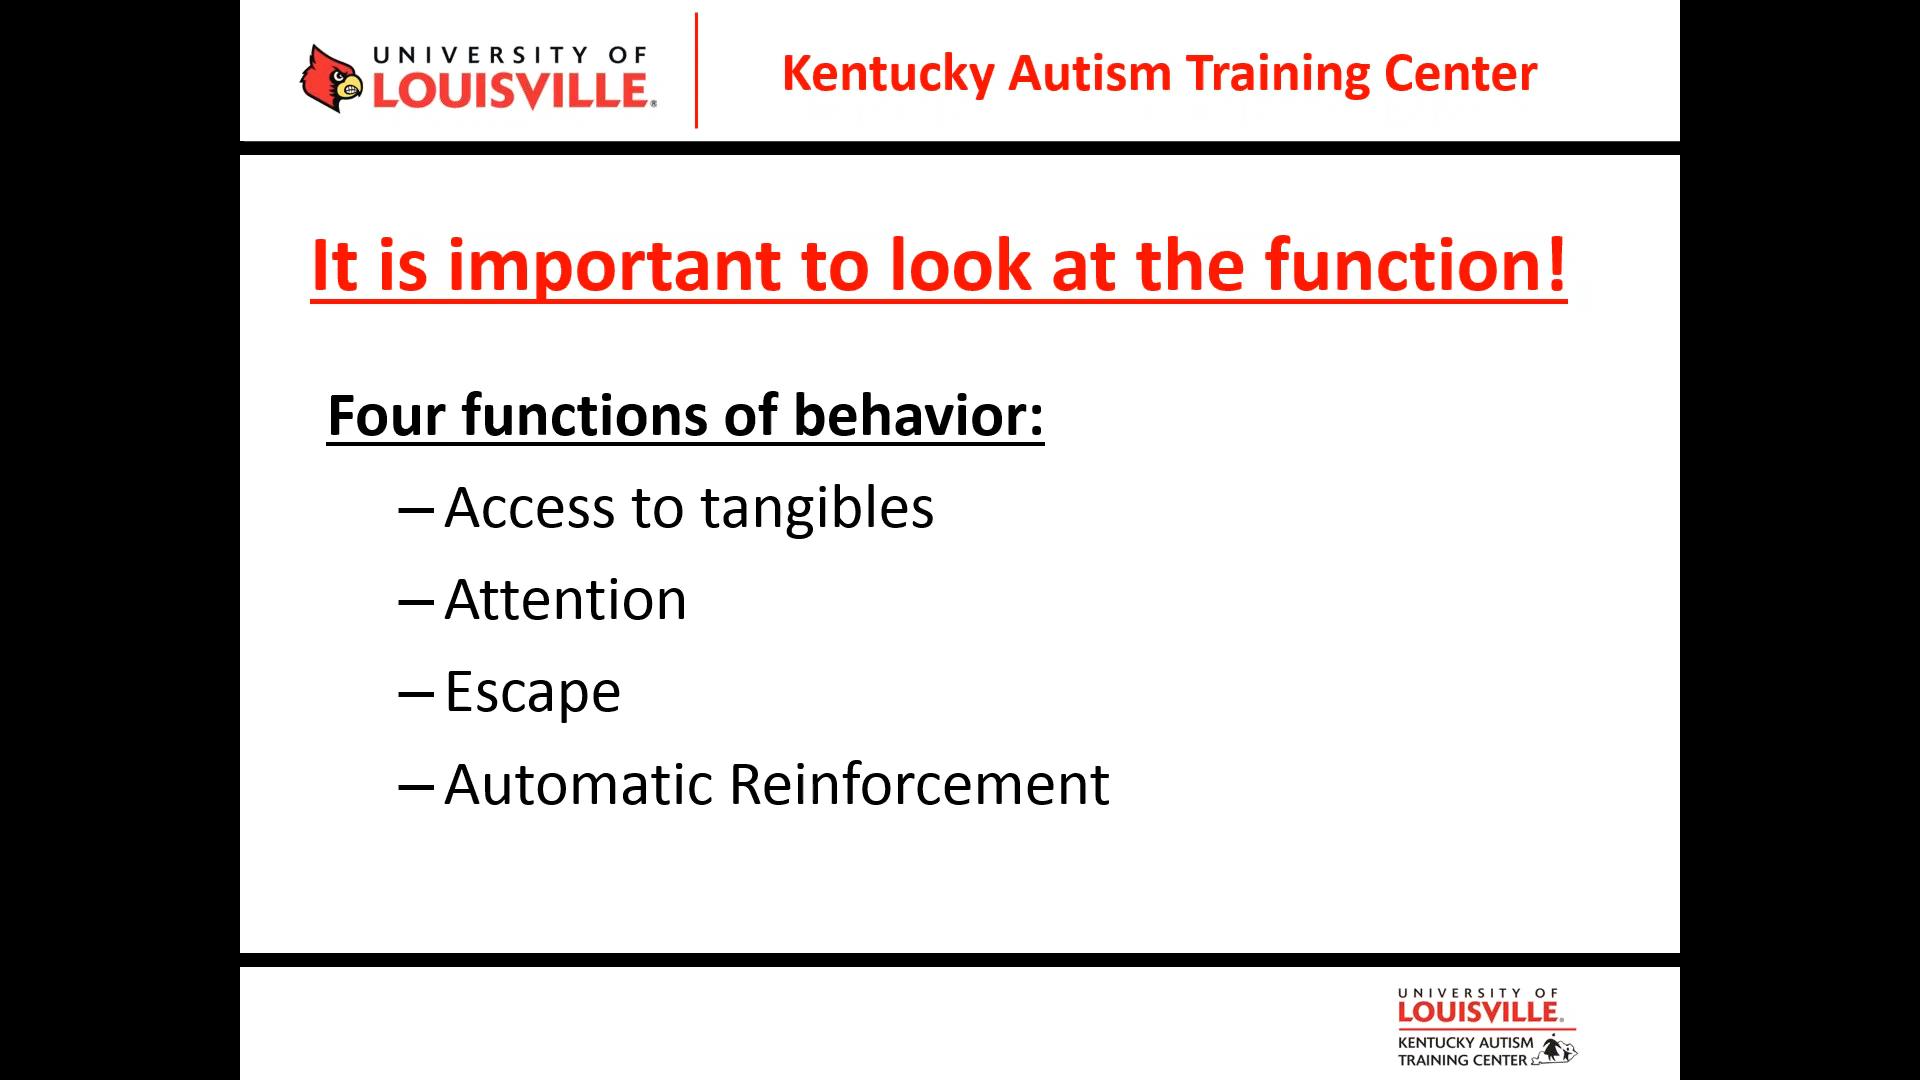 UNIVERSITY OF
LOUISVILLE®
Kentucky Autism Training Center
It is important to look at the function!
Four functions of behavior:
– Access to tangibles
– Attention
– Escape
– Automatic Reinforcement
UNIVERSITY OF
LOUISVILLE®
KENTUCKY AUTISM
TRAINING CENTER